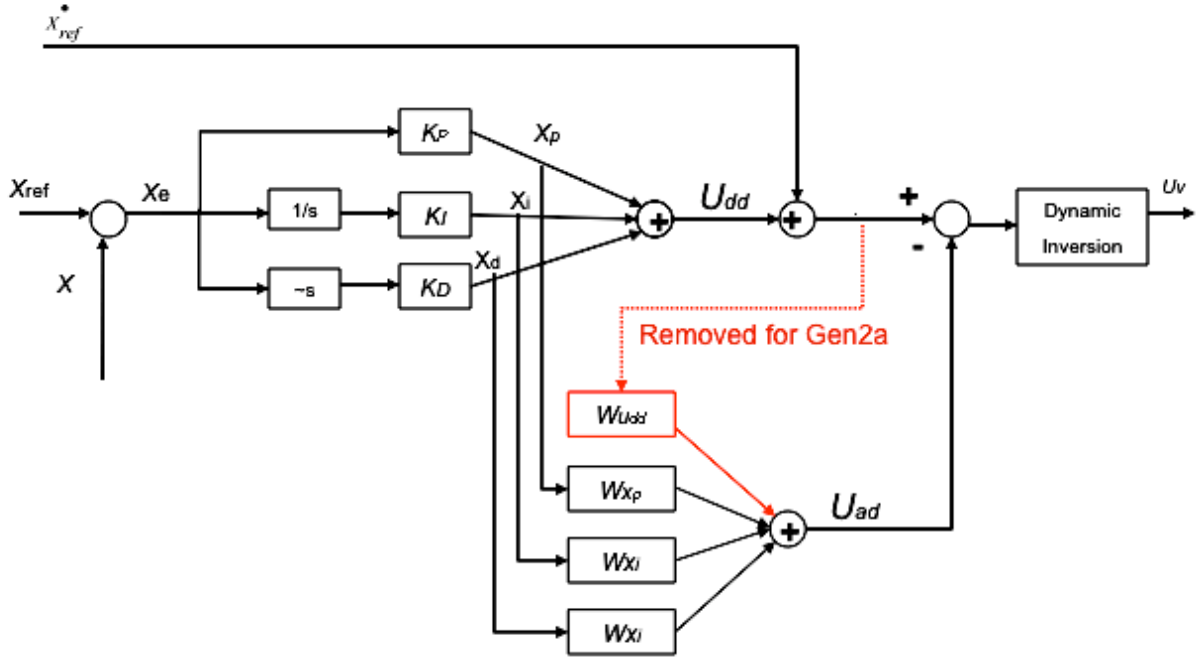 Ẋref
KP
Xp
Xref
Xe
1/s
KI
Xi
Udd
+
+
+
-
Dynamic
Inversion
Uv
X
~s
KD
Xd
Removed for Gen2a
WUdd
WXp
+
Uad
WXi
WXi